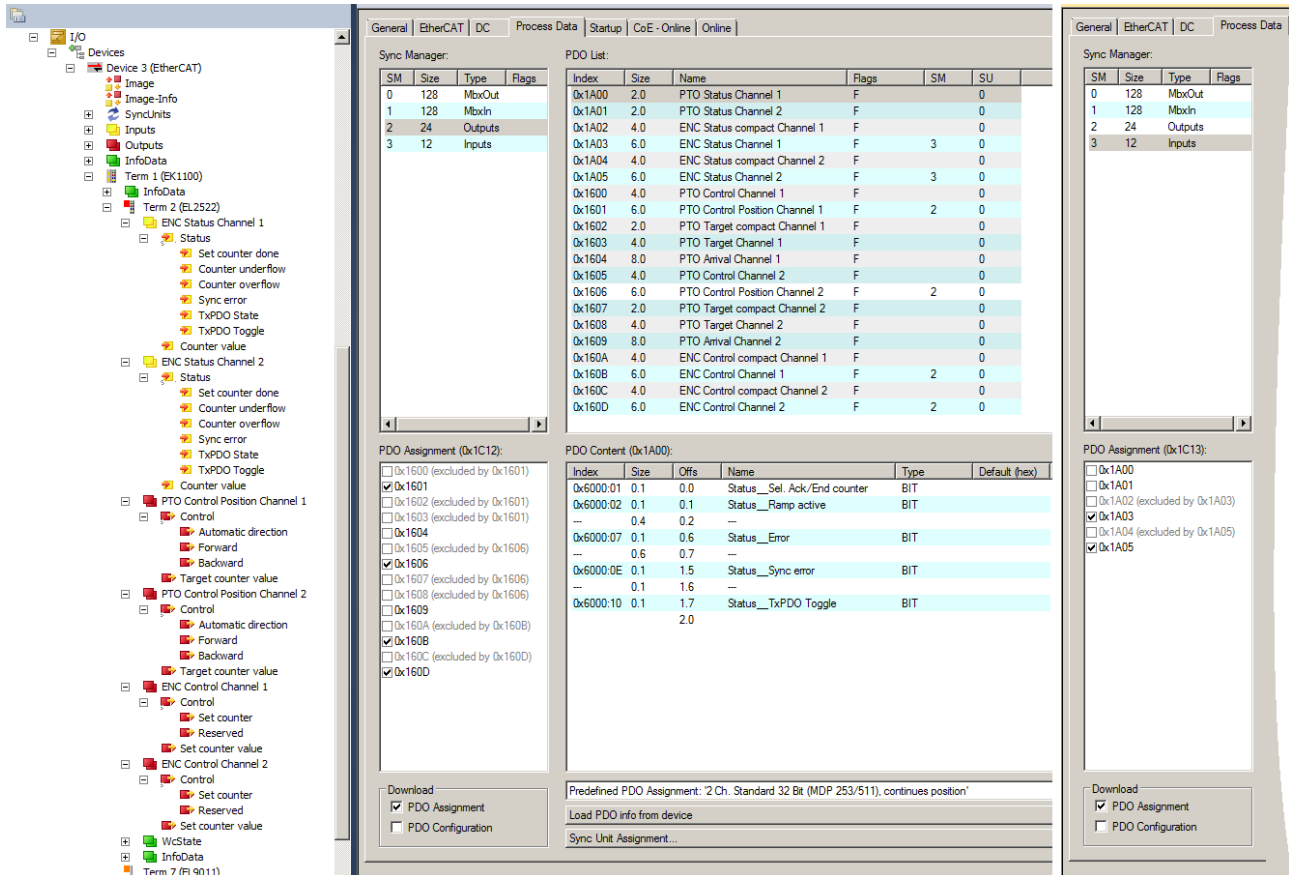 I/O
Devices
Device 3 (EtherCAT)
Image
Image-Info
SyncUnits
Inputs
Outputs
InfoData
Term 1 (EK1100)
InfoData
Term 2 (EL2522)
ENC Status Channel 1
Status
Set counter done
Counter underflow
Counter overflow
Sync error
TxPDO State
TxPDO Toggle
Counter value
ENC Status Channel 2
Status
Set counter done
Counter underflow
Counter overflow
Sync error
TxPDO State
TxPDO Toggle
Counter value
PTO Control Position Channel 1
Control
Automatic direction
Forward
Backward
Target counter value
PTO Control Position Channel 2
Control
Automatic direction
Forward
Backward
Target counter value
ENC Control Channel 1
Control
Set counter
Reserved
Set counter value
ENC Control Channel 2
Control
Set counter
Reserved
Set counter value
WcState
InfoData
Term 7 (EL9011)
General EtherCAT DC Process Data Startup CoE - Online Online
Sync Manager:
SM Size Type Flags
0 128 MbxOut
1 128 MbxIn
2 24 Outputs
3 12 Inputs
PDO List:
Index Size Name Flags SM SU
0x1A00 2.0 PTO Status Channel 1 F 0
0x1A01 2.0 PTO Status Channel 2 F 0
0x1A02 4.0 ENC Status compact Channel 1 F 0
0x1A03 6.0 ENC Status Channel 1 F 3 0
0x1A04 4.0 ENC Status compact Channel 2 F 0
0x1A05 6.0 ENC Status Channel 2 F 3 0
0x1600 4.0 PTO Control Channel 1 F 0
0x1601 6.0 PTO Control Position Channel 1 F 2 0
0x1602 2.0 PTO Target compact Channel 1 F 0
0x1603 4.0 PTO Target Channel 1 F 0
0x1604 8.0 PTO Arrival Channel 1 F 0
0x1605 4.0 PTO Control Channel 2 F 0
0x1606 6.0 PTO Control Position Channel 2 F 2 0
0x1607 2.0 PTO Target compact Channel 2 F 0
0x1608 4.0 PTO Target Channel 2 F 0
0x1609 8.0 PTO Arrival Channel 2 F 0
0x160A 4.0 ENC Control compact Channel 1 F 0
0x160B 6.0 ENC Control Channel 1 F 2 0
0x160C 4.0 ENC Control compact Channel 2 F 0
0x160D 6.0 ENC Control Channel 2 F 2 0
PDO Assignment (0x1C12):
0x1600 (excluded by 0x1601)
0x1601
0x1602 (excluded by 0x1601)
0x1603 (excluded by 0x1601)
0x1604
0x1605 (excluded by 0x1606)
0x1606
0x1607 (excluded by 0x1606)
0x1608 (excluded by 0x1606)
0x1609
0x160A (excluded by 0x160B)
0x160B
0x160C (excluded by 0x160D)
0x160D
PDO Content (0x1A00):
Index Size Offs Name Type Default (hex)
0x6000:01 0.1 0.0 Status__Sel. Ack/End counter BIT
0x6000:02 0.1 0.1 Status__Ramp active BIT
--- 0.4 0.2 ---
0x6000:07 0.1 0.6 Status__Error BIT
--- 0.6 0.7 ---
0x6000:0E 0.1 1.5 Status__Sync error BIT
--- 0.1 1.6 ---
0x6000:10 0.1 1.7 Status__TxPDO Toggle BIT
2.0
Download
PDO Assignment
PDO Configuration
Predefined PDO Assignment: '2 Ch. Standard 32 Bit (MDP 253/511), continues position'
Load PDO info from device
Sync Unit Assignment...
General EtherCAT DC Process Data
Sync Manager:
SM Size Type Flags
0 128 MbxOut
1 128 MbxIn
2 24 Outputs
3 12 Inputs
PDO Assignment (0x1C13):
0x1A00
0x1A01
0x1A02 (excluded by 0x1A03)
0x1A03
0x1A04 (excluded by 0x1A05)
0x1A05
Download
PDO Assignment
PDO Configuration